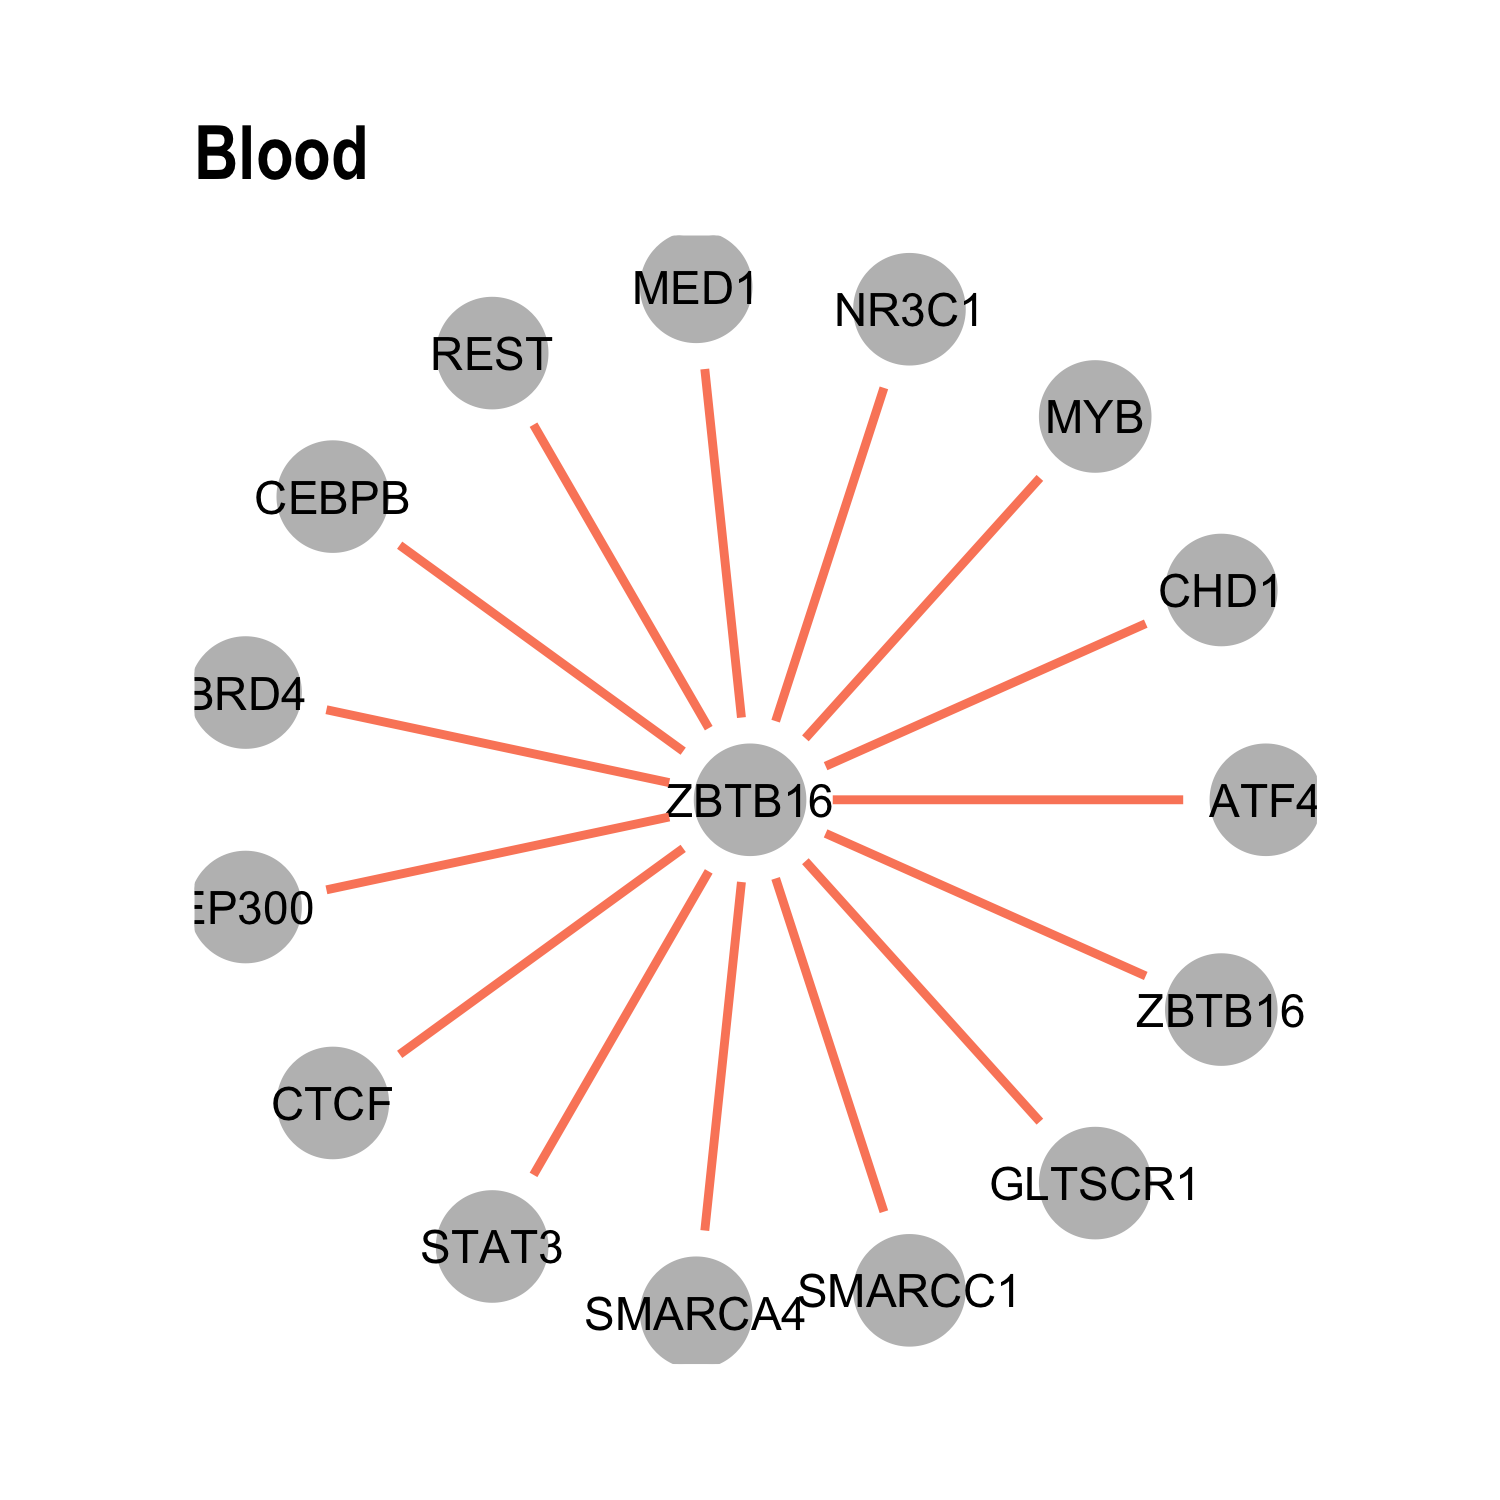 Blood
MED1
NR3C1
REST
MYB
CEBPB
CHD1
BRD4
ZBTB16
ATF4
EP300
ZBTB16
CTCF
GLTSCR1
STAT3
SMARCC1
SMARCA4